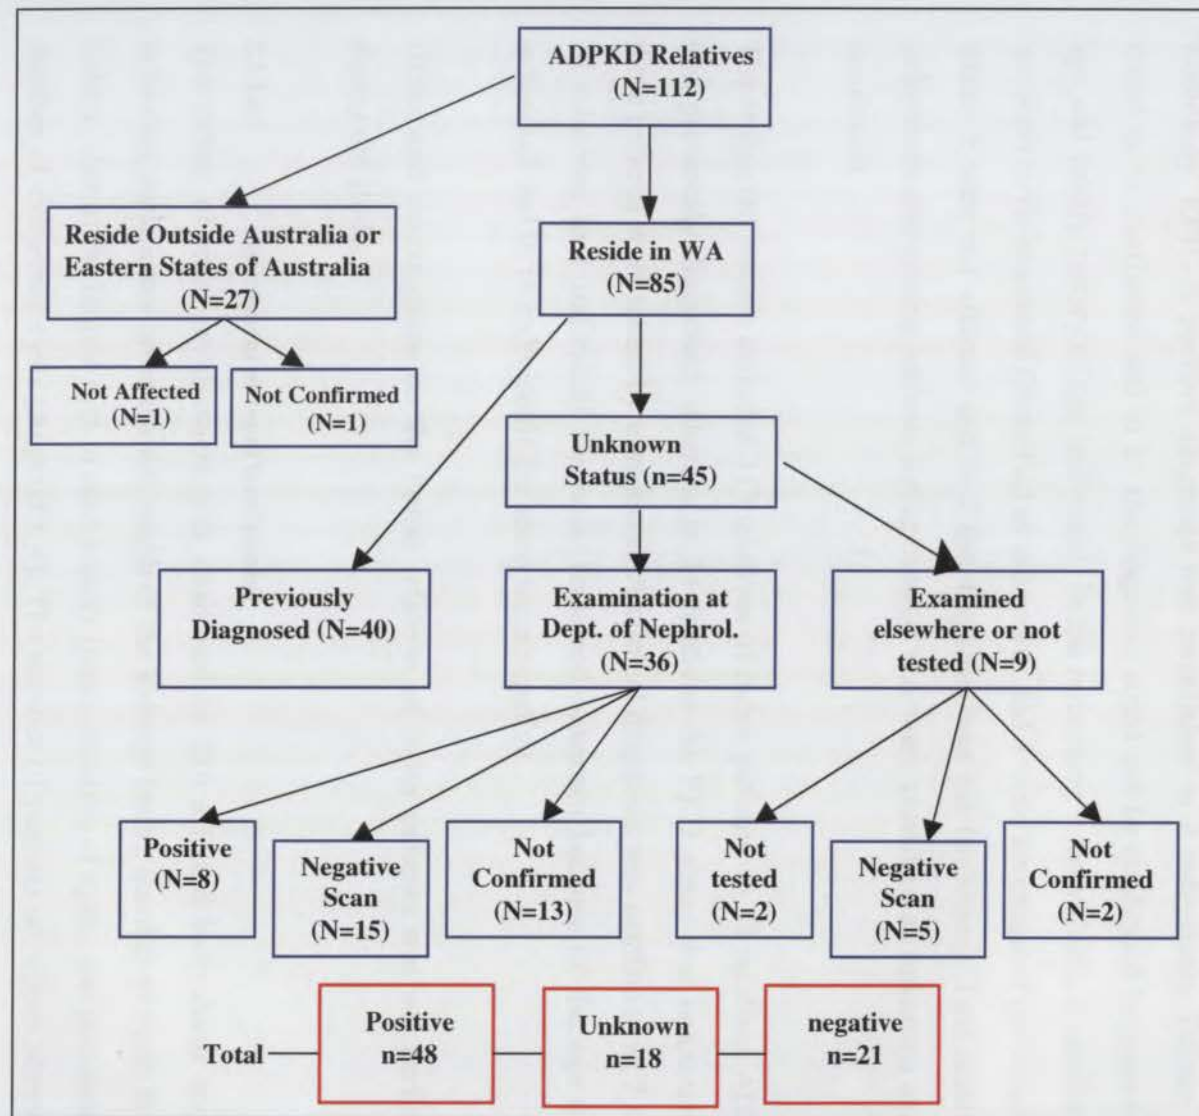 ADPKD Relatives
(N=112)
Reside Outside Australia or
Eastern States of Australia
(N=27)
Reside in WA
(N=85)
Not Affected
(N=1)
Not Confirmed
(N=1)
Unknown
Status (n=45)
Previously
Diagnosed (N=40)
Examination at
Dept. of Nephrol.
(N=36)
Examined
elsewhere or not
tested (N=9)
Positive
(N=8)
Negative
Scan
(N=15)
Not
Confirmed
(N=13)
Not
tested
(N=2)
Negative
Scan
(N=5)
Not
Confirmed
(N=2)
Total
Positive
n=48
Unknown
n=18
negative
n=21